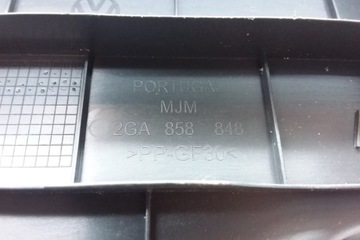 PORTUGAL
MJM
2GA 858 848
>PP-GF30<